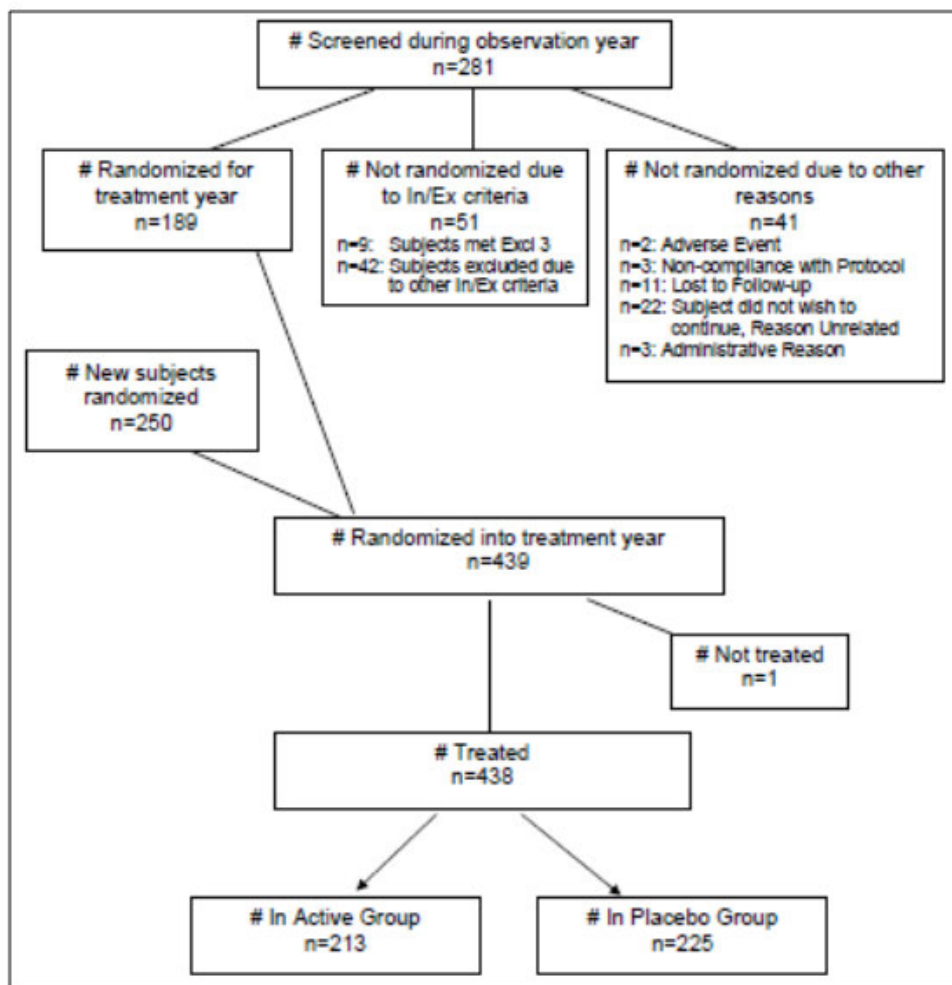 # Screened during observation year
n=281
# Randomized for
treatment year
n=189
# Not randomized due
to In/Ex criteria
n=51
n=9: Subjects met Excl 3
n=42: Subjects excluded due
to other In/Ex criteria
# Not randomized due to other
reasons
n=41
n=2: Adverse Event
n=3: Non-compliance with Protocol
n=11: Lost to Follow-up
n=22: Subject did not wish to
continue, Reason Unrelated
n=3: Administrative Reason
# New subjects
randomized
n=250
# Randomized into treatment year
n=439
# Not treated
n=1
# Treated
n=438
# In Active Group
n=213
# In Placebo Group
n=225